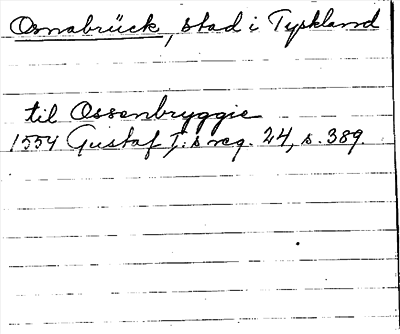 Osnabrück, stad i Tyskland
til Ossenbryggie
1554 Gustaf I:s reg. 24, s. 389.